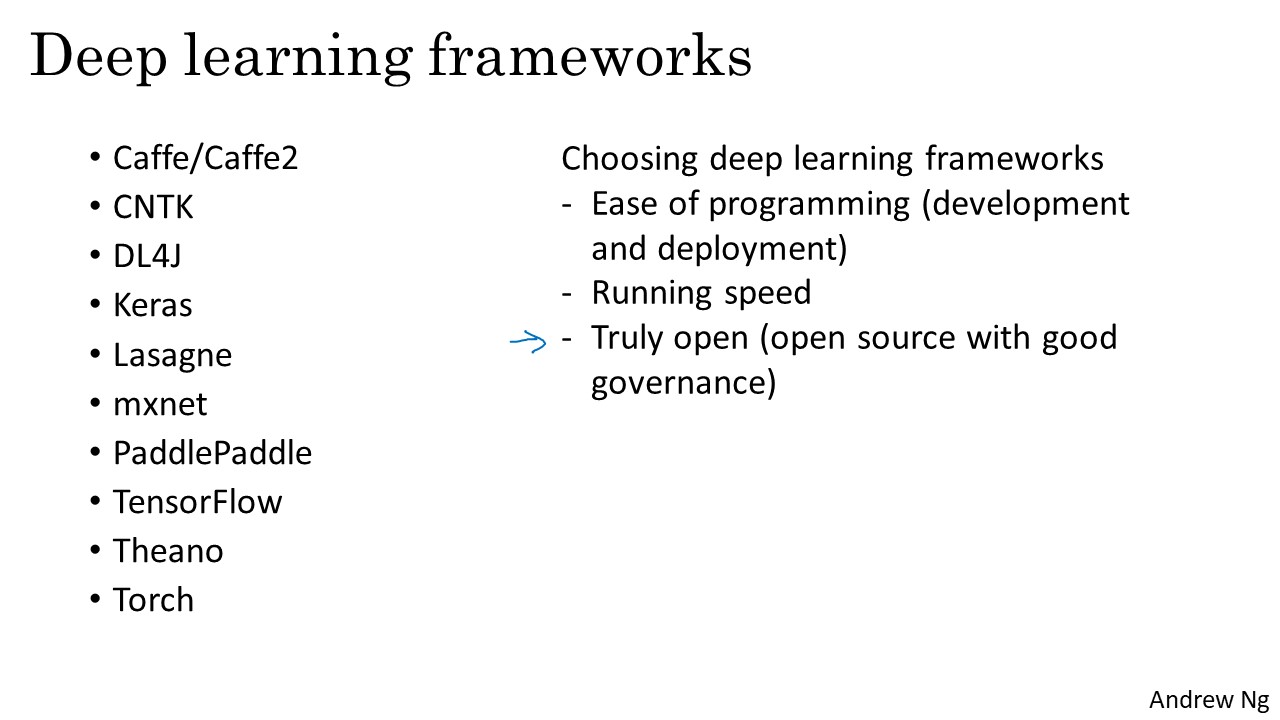 Deep learning frameworks
• Caffe/Caffe2
• CNTK
• DL4J
• Keras
• Lasagne
• mxnet
• PaddlePaddle
• TensorFlow
• Theano
• Torch
Choosing deep learning frameworks
- Ease of programming (development
and deployment)
- Running speed
- Truly open (open source with good
governance)
Andrew Ng